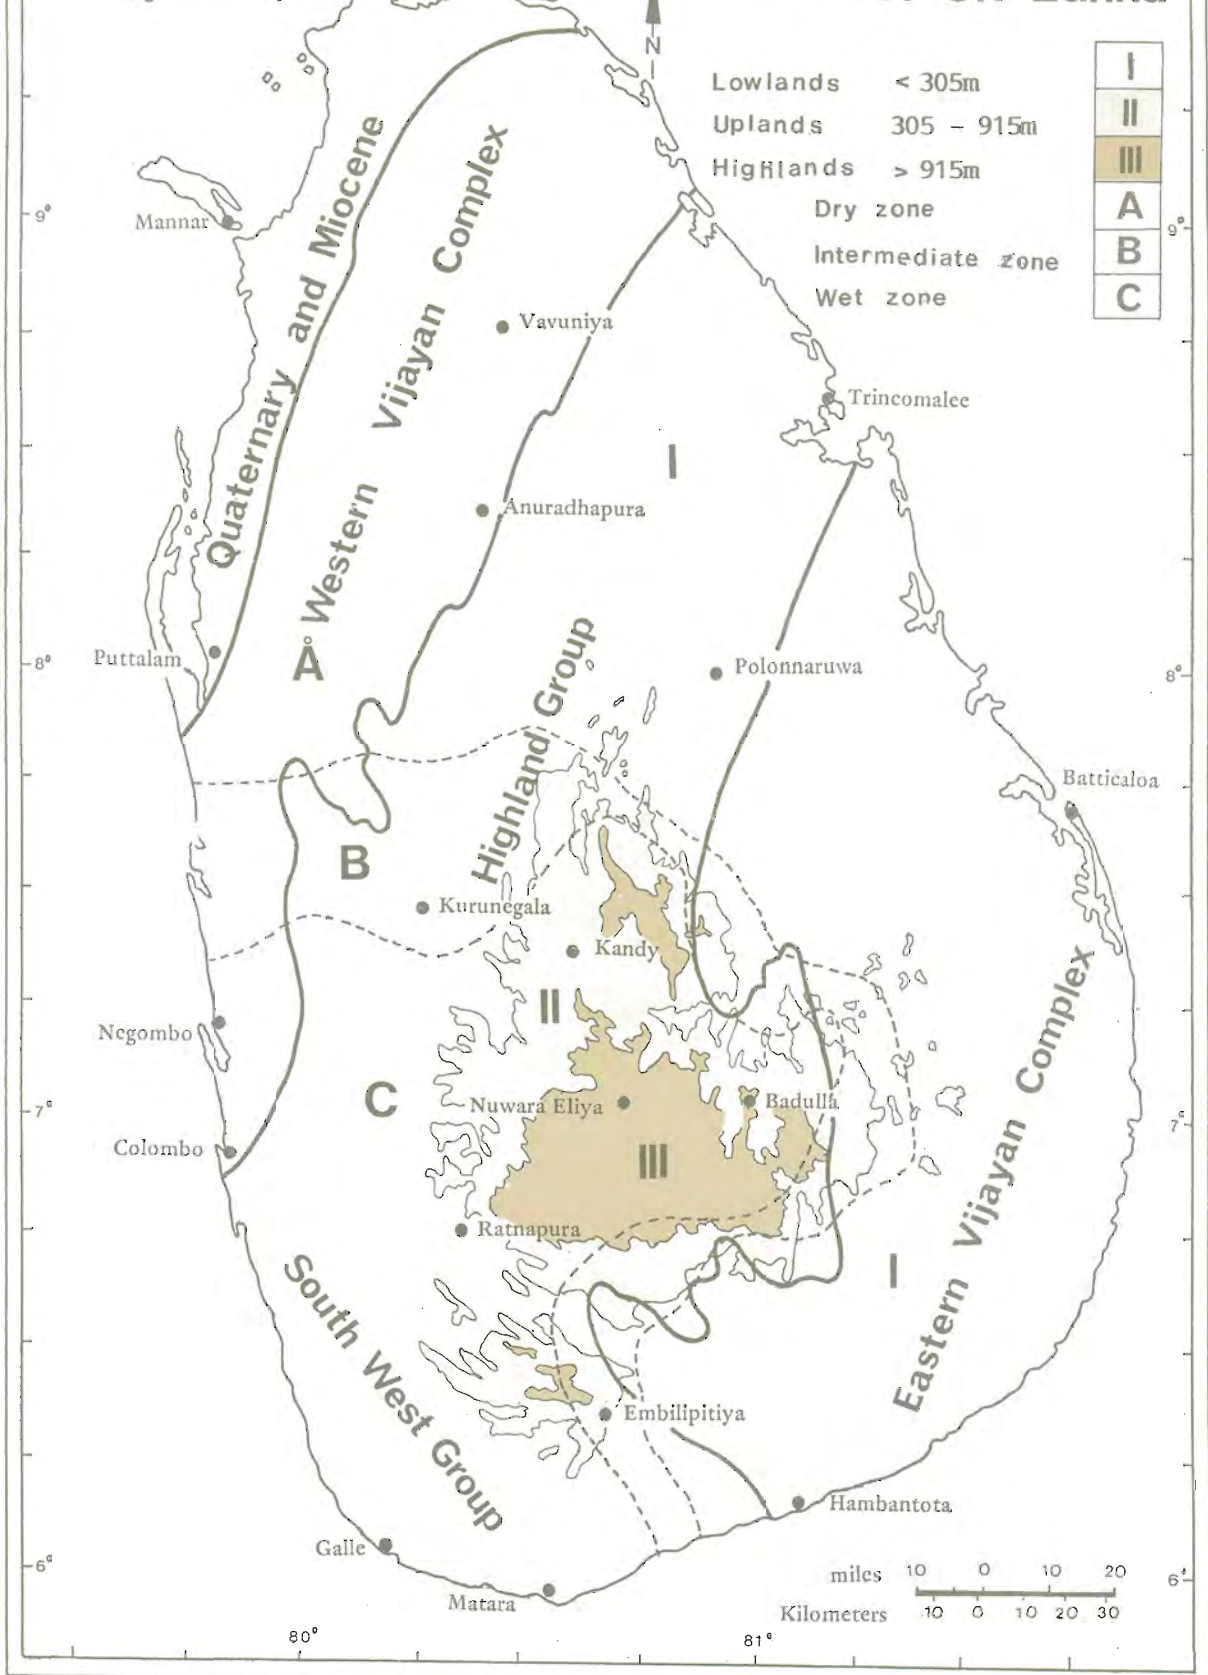 N
Lowlands < 305m I
Uplands 305 – 915m II
Highlands > 915m III
Dry zone A
Intermediate zone B
Wet zone C
Quaternary and Miocene
Western Vijayan Complex
Highland Group
Eastern Vijayan Complex
South West Group
Mannar
9° 9°
Vavuniya
Trincomalee
I
Anuradhapura
A
Puttalam
8° 8°
Polonnaruwa
Batticaloa
B
Kurunegala
Kandy
II
Negombo
C
Nuwara Eliya
Badulla
7° 7°
Colombo
III
Ratnapura
I
Embilipitiya
Hambantota
Galle
Matara
6° 6°
miles 10 0 10 20
Kilometers 10 0 10 20 30
80° 81°